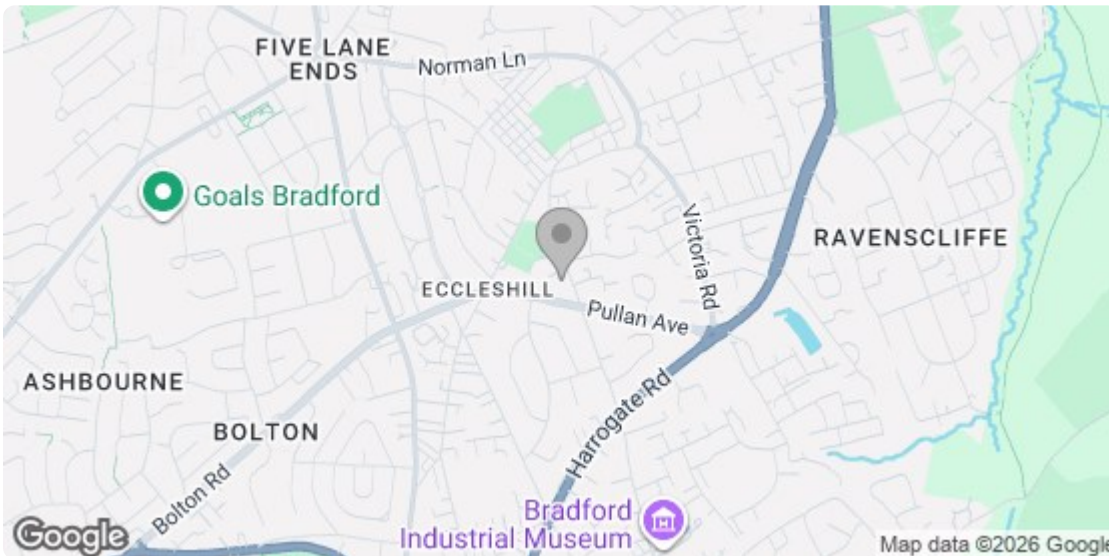 FIVE LANE
ENDS
Norman Ln
Goals Bradford
Victoria Rd
RAVENSCLIFFE
ECCLESHILL
Pullan Ave
ASHBOURNE
BOLTON
Harrogate Rd
Bolton Rd
Bradford
Industrial Museum
Google
Map data ©2026 Google